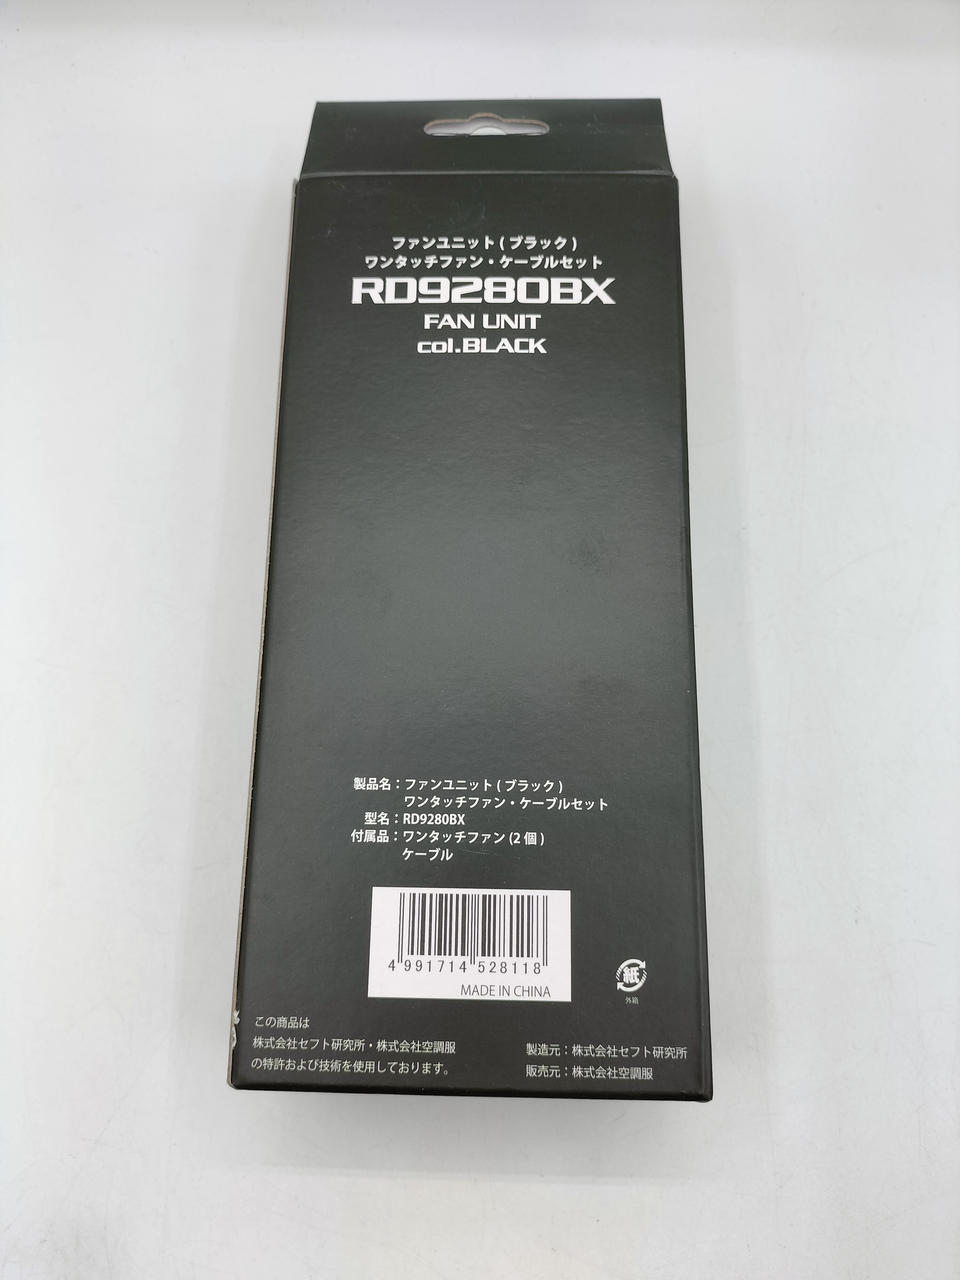 ファンユニット ( ブラック )
ワンタッチファン・ケーブルセット
RD9280BX
FAN UNIT
col.BLACK
製品名：ファンユニット ( ブラック )
ワンタッチファン・ケーブルセット
型名：RD9280BX
付属品：ワンタッチファン (2 個 )
ケーブル
4 991714 528118
MADE IN CHINA
紙
外箱
この商品は
株式会社セフト研究所・株式会社空調服
の特許および技術を使用しております。
製造元：株式会社セフト研究所
販売元：株式会社空調服